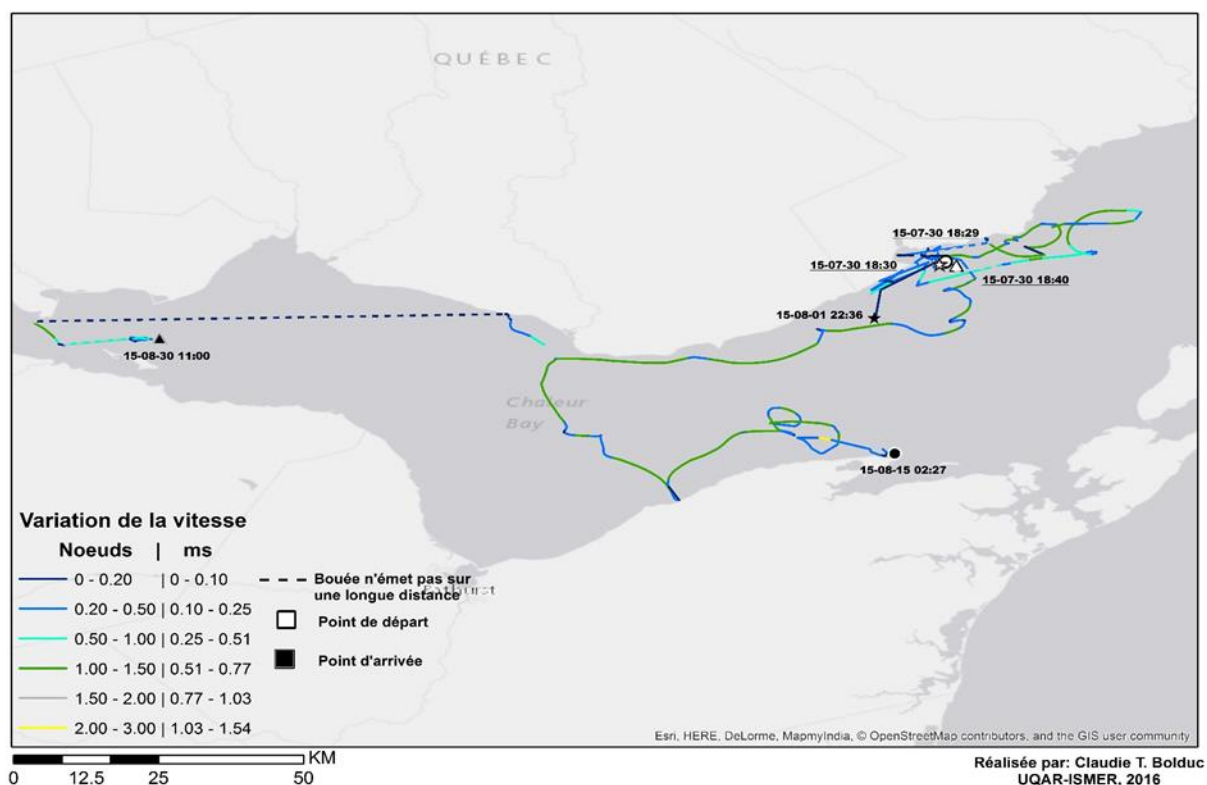 QUÉBEC
15-07-30 18:29
15-07-30 18:30
15-07-30 18:40
15-08-01 22:36
15-08-30 11:00
Chaleur
Bay
15-08-15 02:27
Variation de la vitesse
Noeuds | ms
0 - 0.20 | 0 - 0.10
0.20 - 0.50 | 0.10 - 0.25
0.50 - 1.00 | 0.25 - 0.51
1.00 - 1.50 | 0.51 - 0.77
1.50 - 2.00 | 0.77 - 1.03
2.00 - 3.00 | 1.03 - 1.54
Bouée n'émet pas sur
une longue distance
Point de départ
Point d'arrivée
Esri, HERE, DeLorme, MapmyIndia, © OpenStreetMap contributors, and the GIS user community
KM
0 12.5 25 50
Réalisée par: Claudie T. Bolduc
UQAR-ISMER, 2016